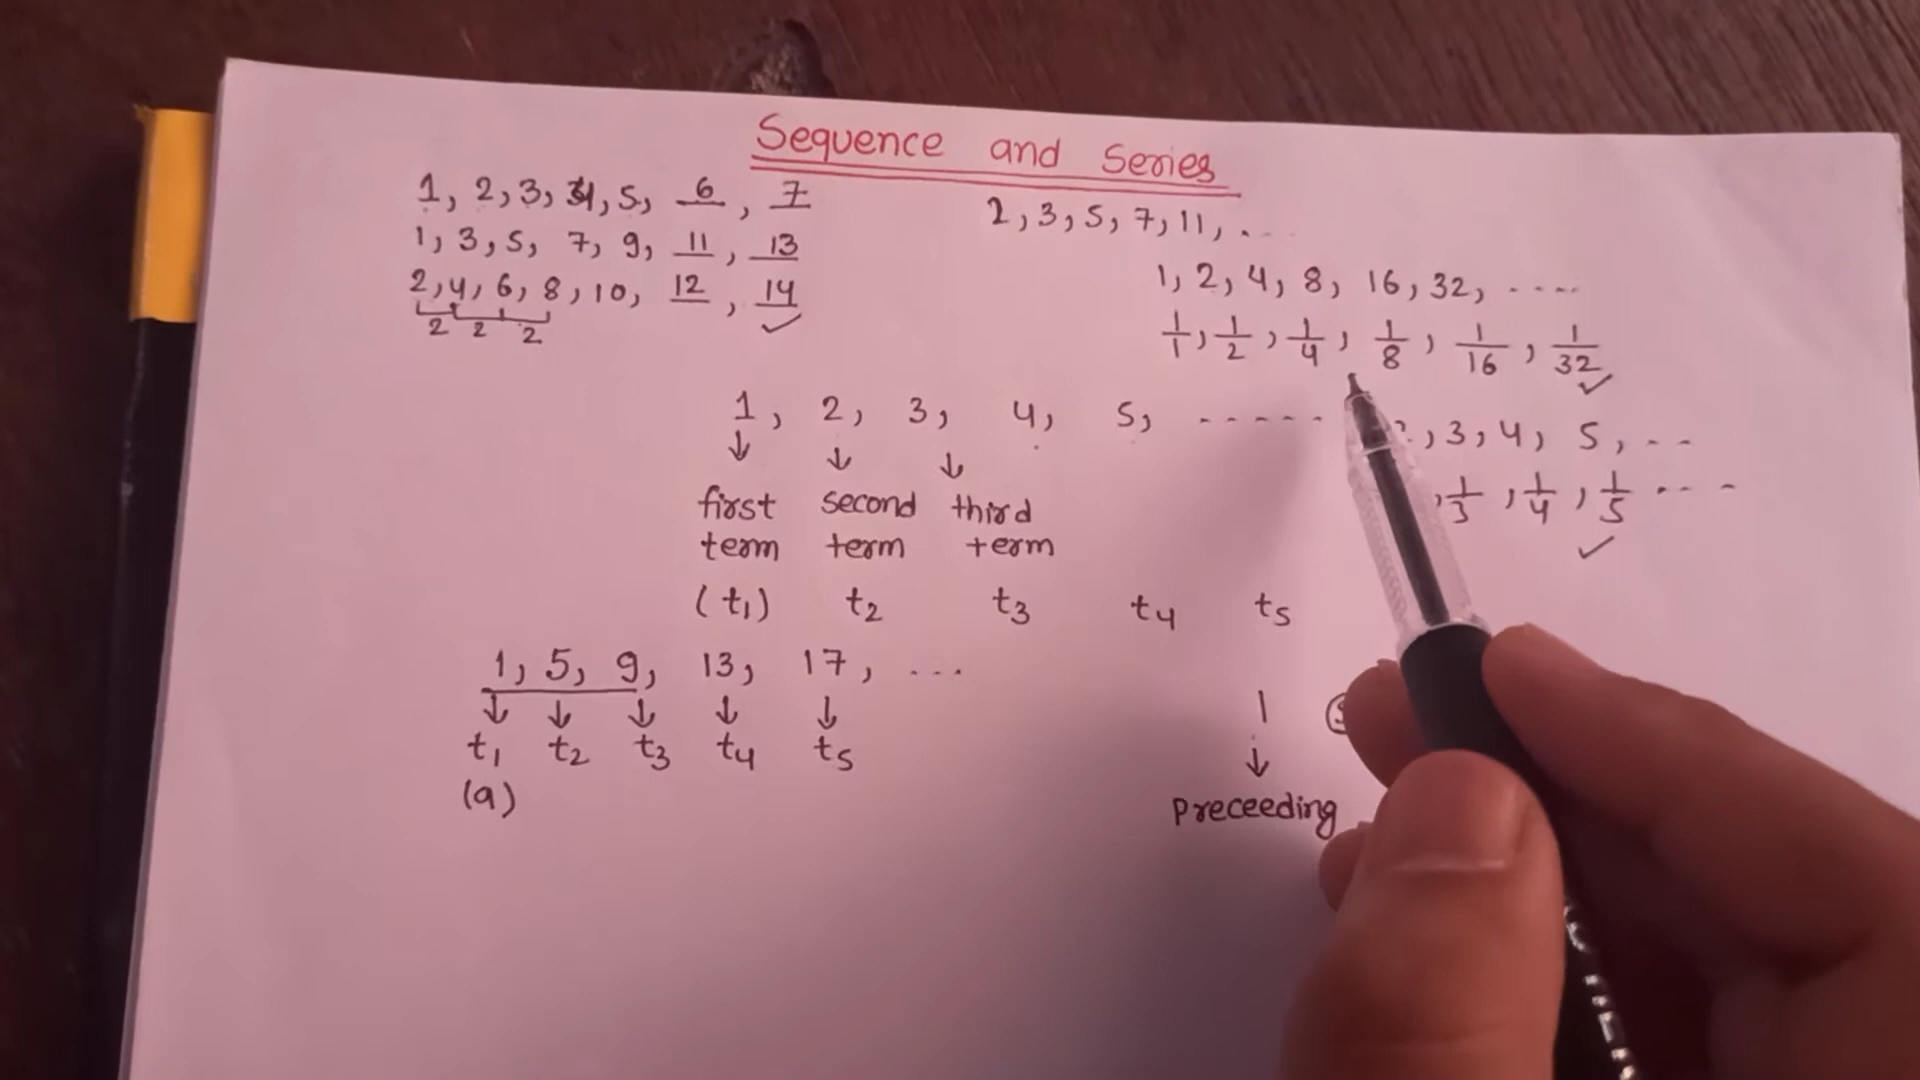 Sequence and Series
1, 2, 3, 4, 5, 6, 7
1, 3, 5, 7, 9, 11, 13
2, 4, 6, 8, 10, 12, 14 ✓
2 2 2
2, 3, 5, 7, 11, ...
1, 2, 4, 8, 16, 32, ....
1/1, 1/2, 1/4, 1/8, 1/16, 1/32 ✓
1, 2, 3, 4, 5, .....
, 3, 4, 5, ..
, 1/3, 1/4, 1/5 ... ✓
↓ ↓ ↓
first second third
term term term
(t₁) t₂ t₃ t₄ t₅
1, 5, 9, 13, 17, ...
↓ ↓ ↓ ↓ ↓
t₁ t₂ t₃ t₄ t₅
(a)
1
↓
Preceeding